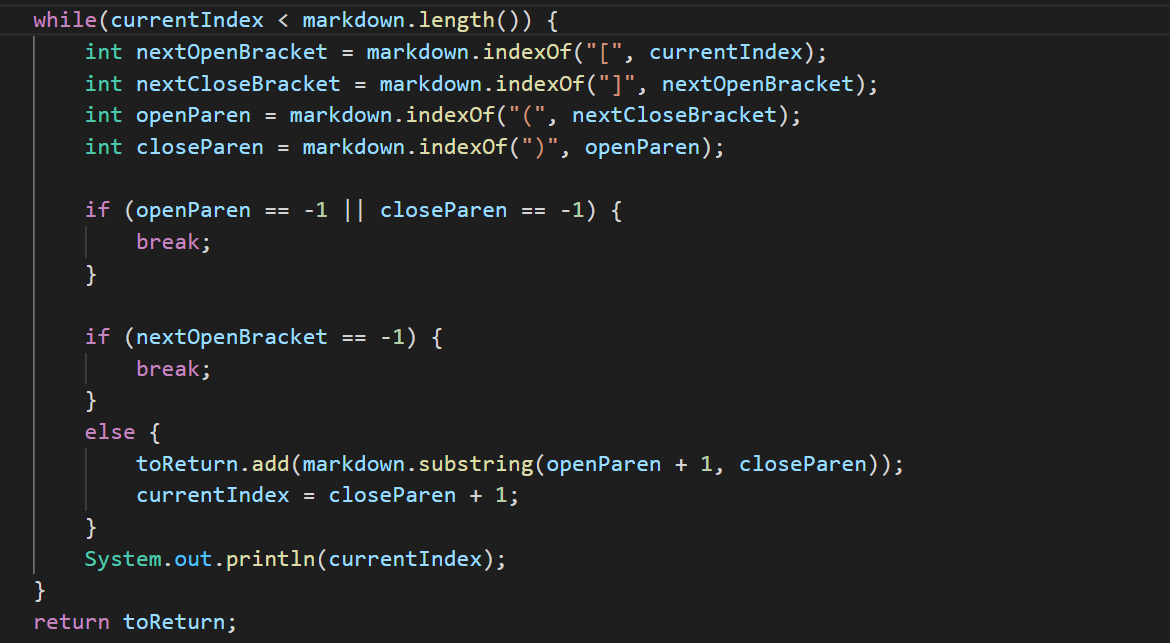 while(currentIndex < markdown.length()) {
    int nextOpenBracket = markdown.indexOf("[", currentIndex);
    int nextCloseBracket = markdown.indexOf("]", nextOpenBracket);
    int openParen = markdown.indexOf("(", nextCloseBracket);
    int closeParen = markdown.indexOf(")", openParen);

    if (openParen == -1 || closeParen == -1) {
        break;
    }

    if (nextOpenBracket == -1) {
        break;
    }
    else {
        toReturn.add(markdown.substring(openParen + 1, closeParen));
        currentIndex = closeParen + 1;
    }
    System.out.println(currentIndex);
}
return toReturn;